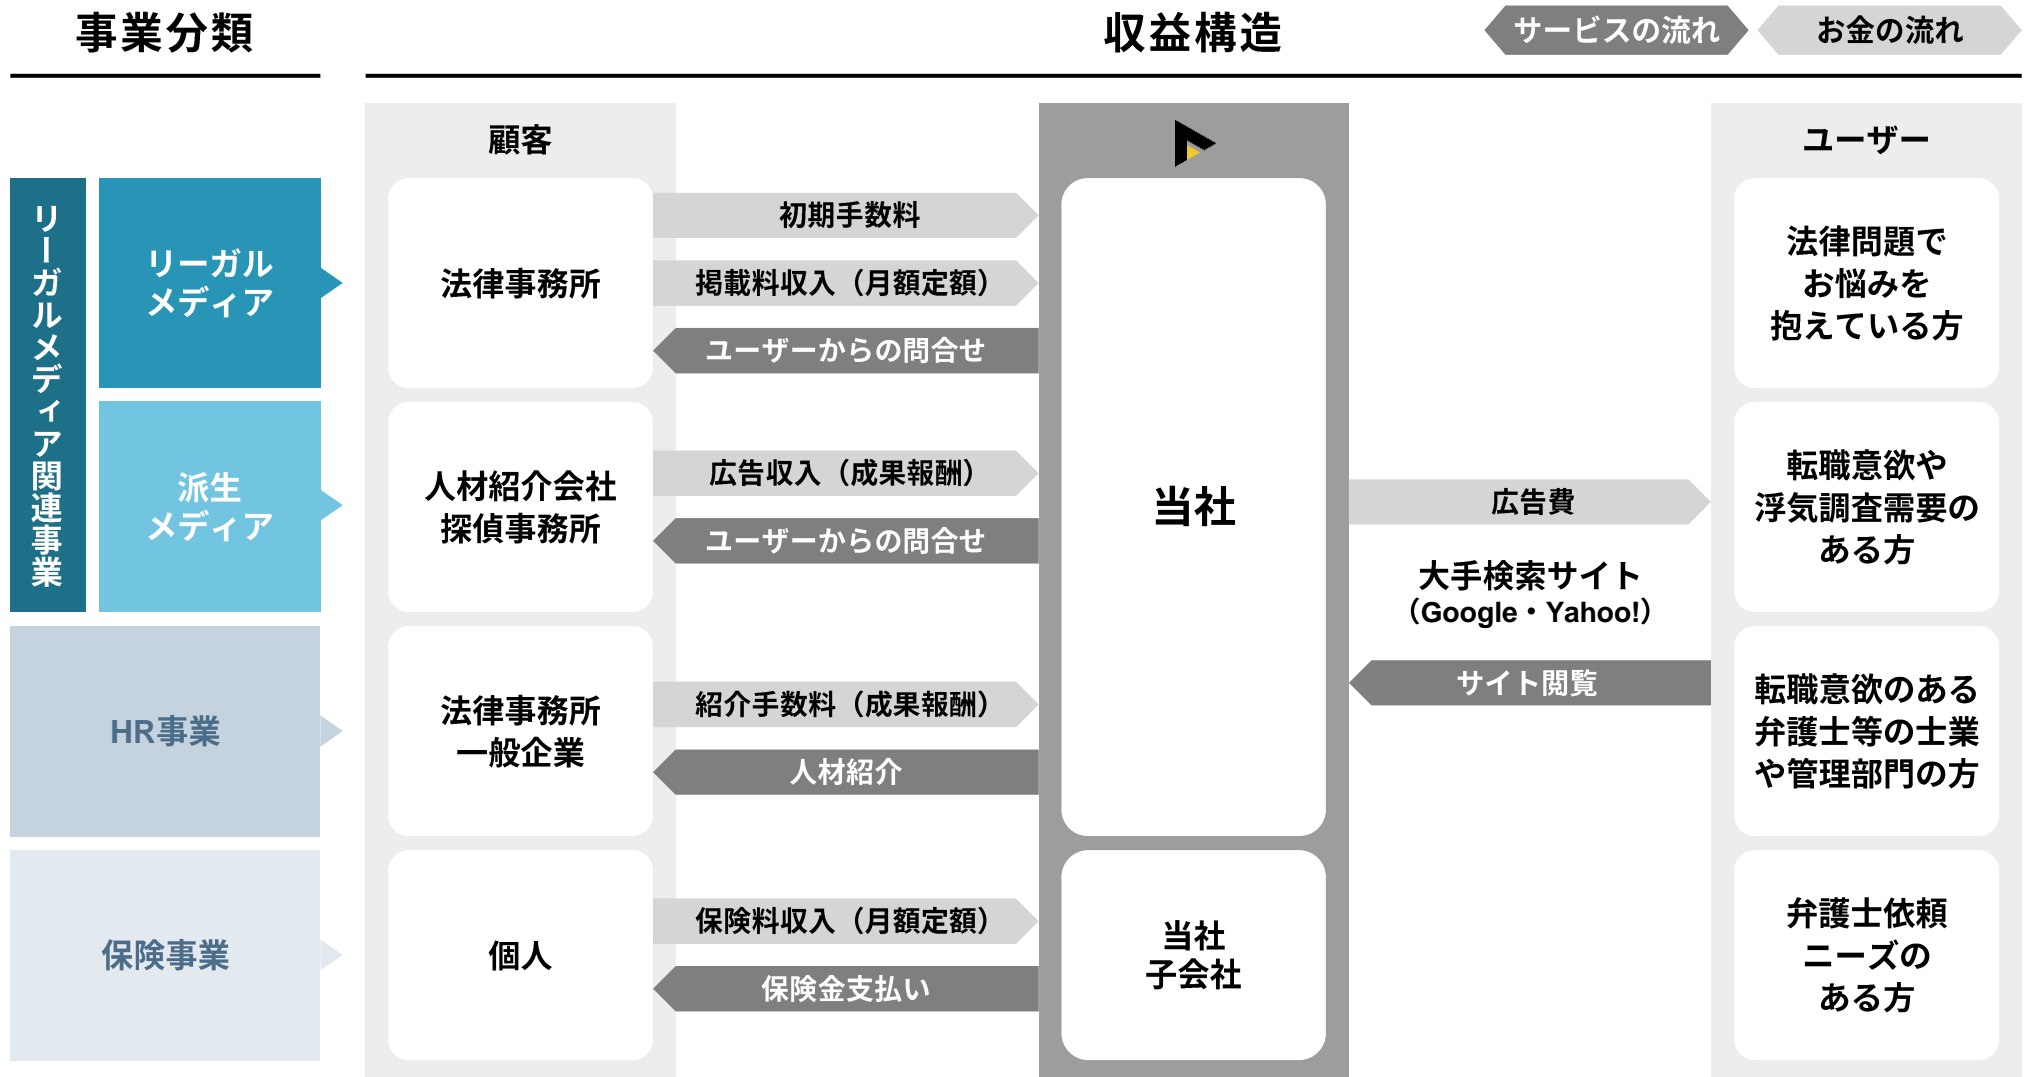 事業分類
収益構造
サービスの流れ
お金の流れ
顧客
ユーザー
リーガルメディア関連事業
リーガル
メディア
法律事務所
初期手数料
掲載料収入（月額定額）
ユーザーからの問合せ
法律問題で
お悩みを
抱えている方
派生
メディア
人材紹介会社
探偵事務所
広告収入（成果報酬）
ユーザーからの問合せ
当社
広告費
大手検索サイト
（Google・Yahoo!）
サイト閲覧
転職意欲や
浮気調査需要の
ある方
HR事業
法律事務所
一般企業
紹介手数料（成果報酬）
人材紹介
転職意欲のある
弁護士等の士業
や管理部門の方
保険事業
個人
保険料収入（月額定額）
保険金支払い
当社
子会社
弁護士依頼
ニーズの
ある方